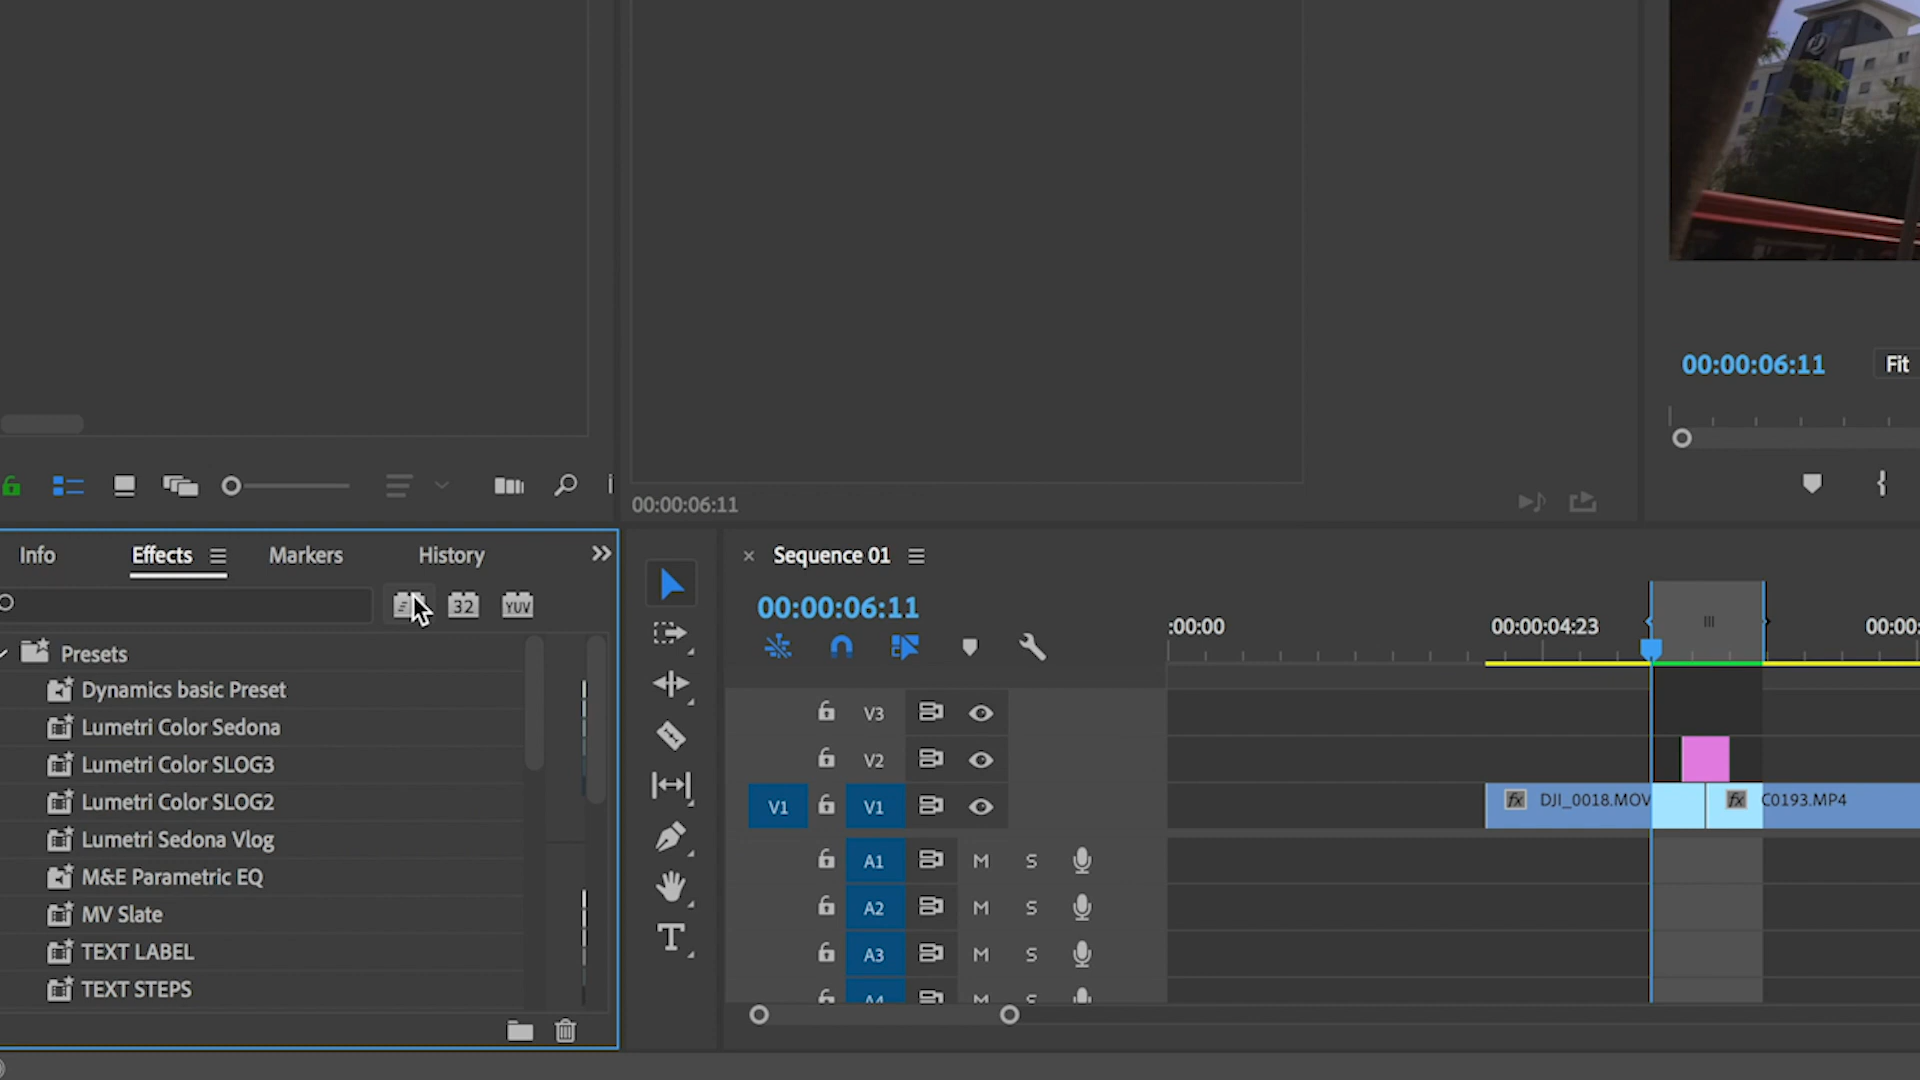 00:00:06:11 Fit
00:00:06:11
Info Effects Markers History
32 YUV
Presets
Dynamics basic Preset
Lumetri Color Sedona
Lumetri Color SLOG3
Lumetri Color SLOG2
Lumetri Sedona Vlog
M&E Parametric EQ
MV Slate
TEXT LABEL
TEXT STEPS
Sequence 01
00:00:06:11
:00:00 00:00:04:23 00:00:
V3
V2
V1 V1 fx DJI_0018.MOV fx C0193.MP4
A1 M S
A2 M S
A3 M S
A4 M S